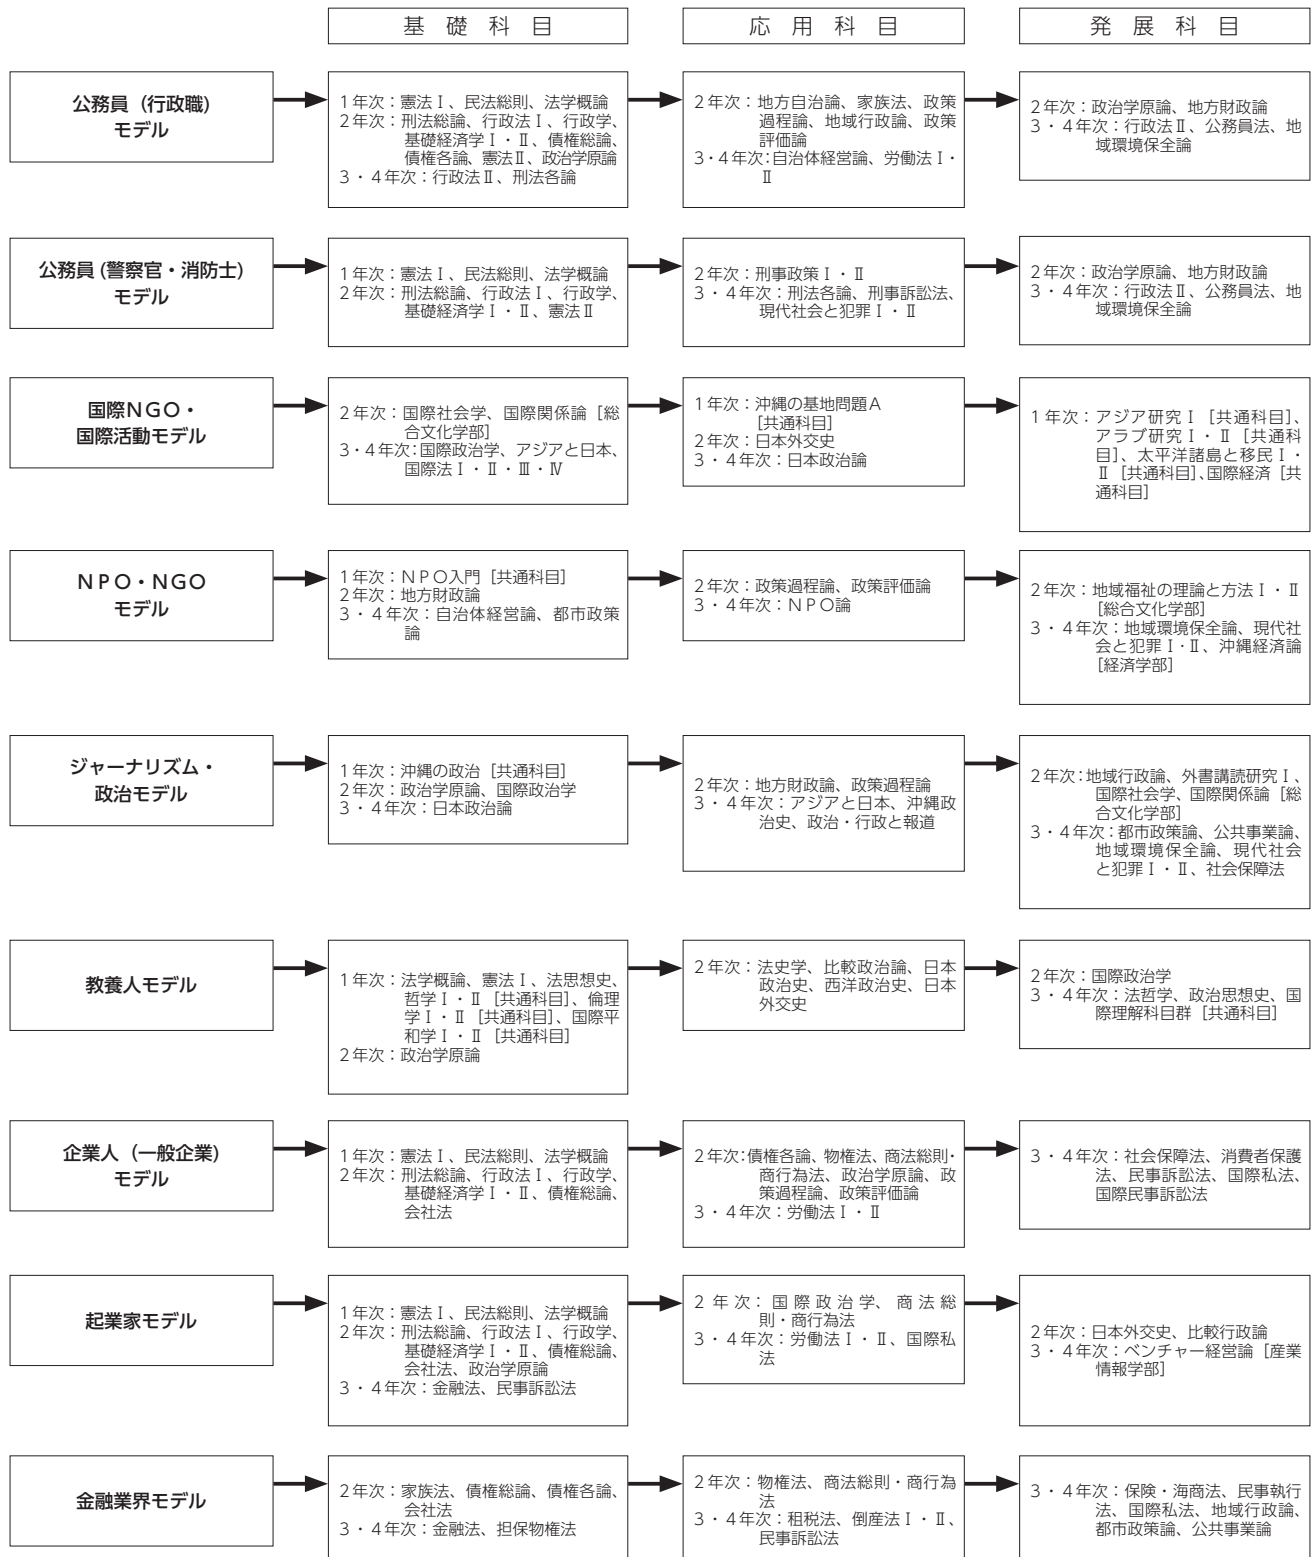 基　礎　科　目
応　用　科　目
発　展　科　目
公務員（行政職）
モデル
１年次：憲法Ⅰ、民法総則、法学概論
２年次：刑法総論、行政法Ⅰ、行政学、
基礎経済学Ⅰ・Ⅱ、債権総論、
債権各論、憲法Ⅱ、政治学原論
３・４年次：行政法Ⅱ、刑法各論
２年次：地方自治論、家族法、政策
過程論、地域行政論、政策
評価論
３・４年次：自治体経営論、労働法Ⅰ・
Ⅱ
２年次：政治学原論、地方財政論
３・４年次：行政法Ⅱ、公務員法、地
域環境保全論
公務員（警察官・消防士）
モデル
１年次：憲法Ⅰ、民法総則、法学概論
２年次：刑法総論、行政法Ⅰ、行政学、
基礎経済学Ⅰ・Ⅱ、憲法Ⅱ
２年次：刑事政策Ⅰ・Ⅱ
３・４年次：刑法各論、刑事訴訟法、
現代社会と犯罪Ⅰ・Ⅱ
２年次：政治学原論、地方財政論
３・４年次：行政法Ⅱ、公務員法、地
域環境保全論
国際ＮＧＯ・
国際活動モデル
２年次：国際社会学、国際関係論［総
合文化学部］
３・４年次：国際政治学、アジアと日本、
国際法Ⅰ・Ⅱ・Ⅲ・Ⅳ
１年次：沖縄の基地問題Ａ
［共通科目］
２年次：日本外交史
３・４年次：日本政治論
１年次：アジア研究Ⅰ［共通科目］、
アラブ研究Ⅰ・Ⅱ［共通科
目］、太平洋諸島と移民Ⅰ・
Ⅱ［共通科目］、国際経済［共
通科目］
ＮＰＯ・ＮＧＯ
モデル
１年次：ＮＰＯ入門［共通科目］
２年次：地方財政論
３・４年次：自治体経営論、都市政策
論
２年次：政策過程論、政策評価論
３・４年次：ＮＰＯ論
２年次：地域福祉の理論と方法Ⅰ・Ⅱ
［総合文化学部］
３・４年次：地域環境保全論、現代社
会と犯罪Ⅰ・Ⅱ、沖縄経済論
［経済学部］
ジャーナリズム・
政治モデル
１年次：沖縄の政治［共通科目］
２年次：政治学原論、国際政治学
３・４年次：日本政治論
２年次：地方財政論、政策過程論
３・４年次：アジアと日本、沖縄政
治史、政治・行政と報道
２年次：地域行政論、外書講読研究Ⅰ、
国際社会学、国際関係論［総
合文化学部］
３・４年次：都市政策論、公共事業論、
地域環境保全論、現代社会
と犯罪Ⅰ・Ⅱ、社会保障法
教養人モデル
１年次：法学概論、憲法Ⅰ、法思想史、
哲学Ⅰ・Ⅱ［共通科目］、倫理
学Ⅰ・Ⅱ［共通科目］、国際平
和学Ⅰ・Ⅱ［共通科目］
２年次：政治学原論
２年次：法史学、比較政治論、日本
政治史、西洋政治史、日本
外交史
２年次：国際政治学
３・４年次：法哲学、政治思想史、国
際理解科目群［共通科目］
企業人（一般企業）
モデル
１年次：憲法Ⅰ、民法総則、法学概論
２年次：刑法総論、行政法Ⅰ、行政学、
基礎経済学Ⅰ・Ⅱ、債権総論、
会社法
２年次：債権各論、物権法、商法総則・
商行為法、政治学原論、政
策過程論、政策評価論
３・４年次：労働法Ⅰ・Ⅱ
３・４年次：社会保障法、消費者保護
法、民事訴訟法、国際私法、
国際民事訴訟法
起業家モデル
１年次：憲法Ⅰ、民法総則、法学概論
２年次：刑法総論、行政法Ⅰ、行政学、
基礎経済学Ⅰ・Ⅱ、債権総論、
会社法、政治学原論
３・４年次：金融法、民事訴訟法
２年次：国際政治学、商法総
則・商行為法
３・４年次：労働法Ⅰ・Ⅱ、国際私
法
２年次：日本外交史、比較行政論
３・４年次：ベンチャー経営論［産業
情報学部］
金融業界モデル
２年次：家族法、債権総論、債権各論、
会社法
３・４年次：金融法、担保物権法
２年次：物権法、商法総則・商行為
法
３・４年次：租税法、倒産法Ⅰ・Ⅱ、
民事訴訟法
３・４年次：保険・海商法、民事執行
法、国際私法、地域行政論、
都市政策論、公共事業論